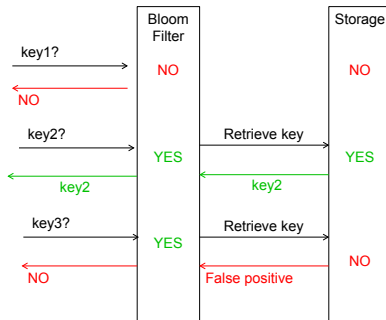 Bloom
Filter
Storage
key1?
NO
NO
NO
key2?
Retrieve key
YES
YES
key2
key2
key3?
Retrieve key
YES
NO
False positive
NO